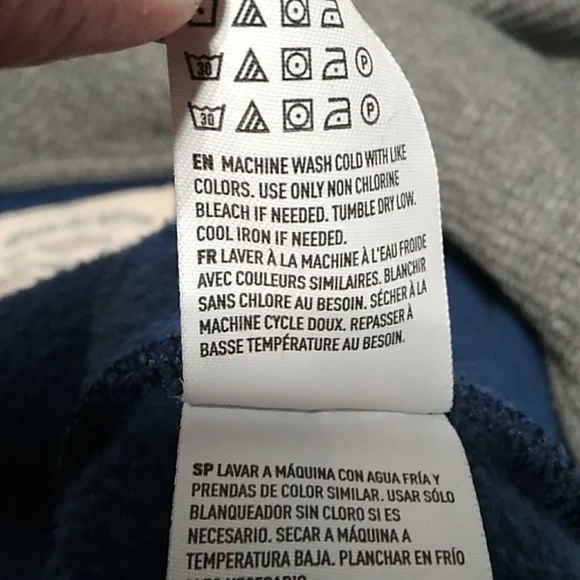 30 P
30 P
EN MACHINE WASH COLD WITH LIKE
COLORS. USE ONLY NON CHLORINE
BLEACH IF NEEDED. TUMBLE DRY LOW.
COOL IRON IF NEEDED.
FR LAVER À LA MACHINE À L'EAU FROIDE
AVEC COULEURS SIMILAIRES. BLANCHIR
SANS CHLORE AU BESOIN. SÉCHER À LA
MACHINE CYCLE DOUX. REPASSER À
BASSE TEMPÉRATURE AU BESOIN.
SP LAVAR A MÁQUINA CON AGUA FRÍA Y
PRENDAS DE COLOR SIMILAR. USAR SÓLO
BLANQUEADOR SIN CLORO SI ES
NECESARIO. SECAR A MÁQUINA A
TEMPERATURA BAJA. PLANCHAR EN FRÍO